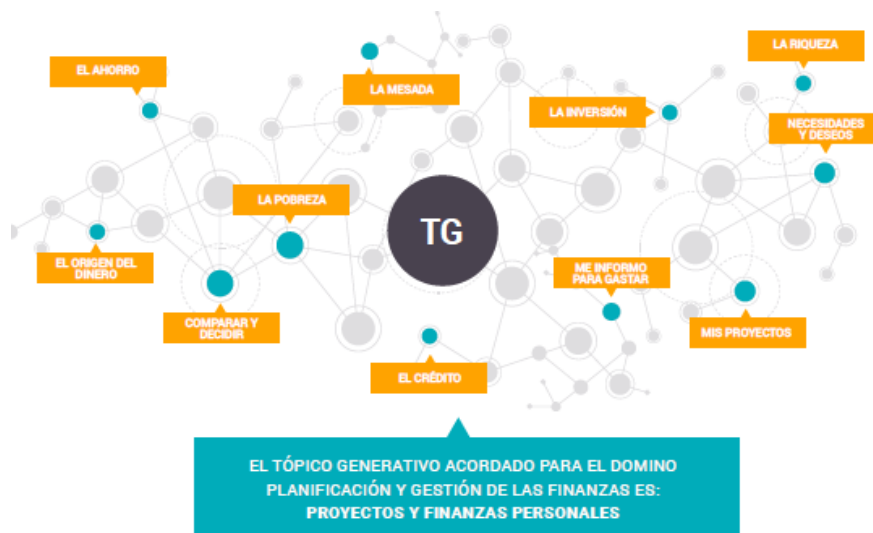 EL AHORRO
LA MESADA
LA RIQUEZA
LA INVERSIÓN
NECESIDADES
Y DESEOS
LA POBREZA
TG
EL ORIGEN DEL
DINERO
ME INFORMO
PARA GASTAR
COMPARAR Y
DECIDIR
MIS PROYECTOS
EL CRÉDITO
EL TÓPICO GENERATIVO ACORDADO PARA EL DOMINO
PLANIFICACIÓN Y GESTIÓN DE LAS FINANZAS ES:
PROYECTOS Y FINANZAS PERSONALES